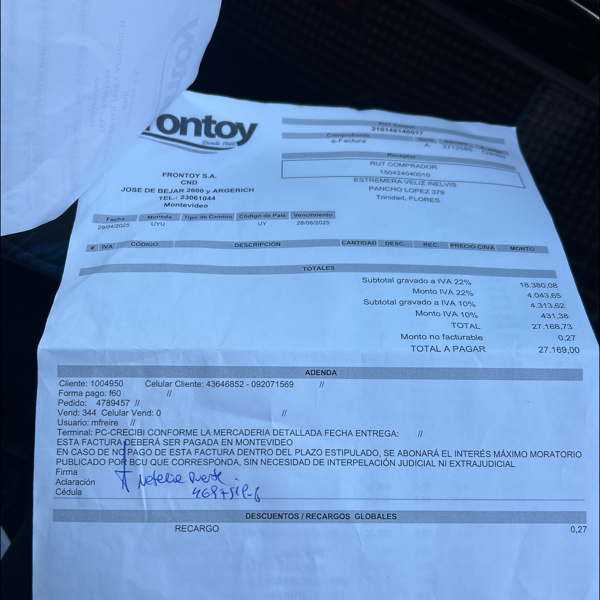 rontoy
Desde 1946
FRONTOY S.A.
CND
JOSE DE BEJAR 2600 y ARGERICH
TEL.: 23061044
Montevideo
RUT Emisor
Comprobante
e-Factura A
Receptor
RUT COMPRADOR
150424040010
ESTREMERA VELIZ INELVIS
PANCHO LOPEZ 379
Trinidad, FLORES
Fecha Moneda Tipo de Cambio Código de País Vencimiento
29/04/2025 UYU UY 28/06/2025
# IVA CÓDIGO DESCRIPCIÓN CANTIDAD DESC. REC. PRECIO C/IVA MONTO
TOTALES
Subtotal gravado a IVA 22% 18.380,08
Monto IVA 22% 4.043,65
Subtotal gravado a IVA 10% 4.313,62
Monto IVA 10% 431,38
TOTAL 27.168,73
Monto no facturable 0,27
TOTAL A PAGAR 27.169,00
ADENDA
Cliente: 1004950 Celular Cliente: 43646852 - 092071569 //
Forma pago: f60 //
Pedido: 4789457 //
Vend: 344 Celular Vend: 0 //
Usuario: mfreire //
Terminal: PC-CRECIBI CONFORME LA MERCADERÍA DETALLADA FECHA ENTREGA: //
ESTA FACTURA DEBERÁ SER PAGADA EN MONTEVIDEO
EN CASO DE NO PAGO DE ESTA FACTURA DENTRO DEL PLAZO ESTIPULADO, SE ABONARÁ EL INTERÉS MÁXIMO MORATORIO
PUBLICADO POR BCU QUE CORRESPONDA, SIN NECESIDAD DE INTERPELACIÓN JUDICIAL NI EXTRAJUDICIAL
Firma
Aclaración
Cédula
DESCUENTOS / RECARGOS GLOBALES
RECARGO 0,27